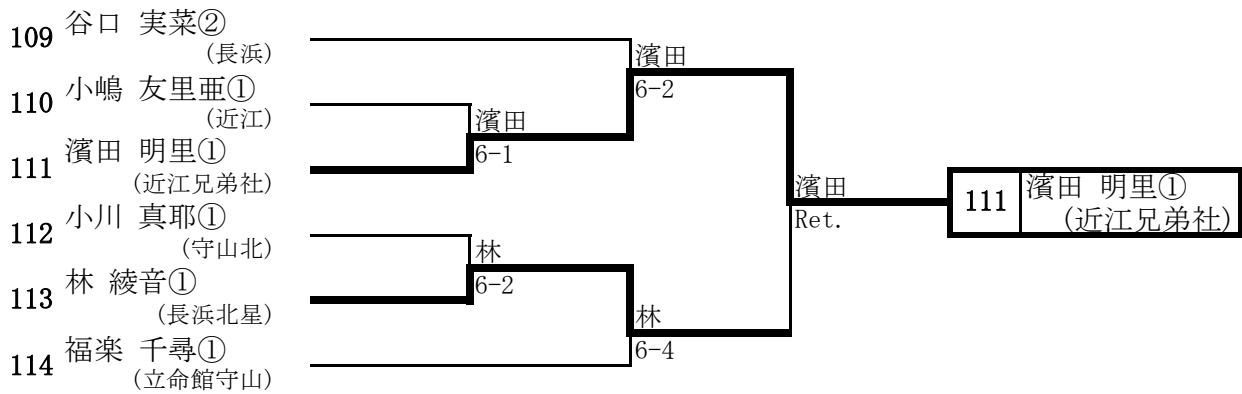 109 谷口 実菜②
(長浜)
110 小嶋 友里亜①
(近江)
111 濱田 明里①
(近江兄弟社)
112 小川 真耶①
(守山北)
113 林 綾音①
(長浜北星)
114 福楽 千尋①
(立命館守山)
濱田
6-1
林
6-2
濱田
6-2
林
6-4
濱田
Ret.
111 濱田 明里①
(近江兄弟社)